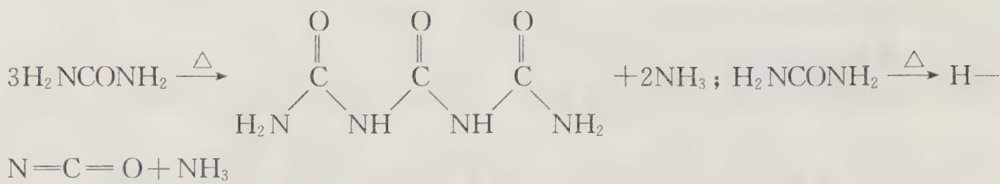 O O O
3H₂NCONH₂ △→ C C C +2NH₃; H₂NCONH₂ △→ H—
H₂N NH NH NH₂
N=C=O+NH₃